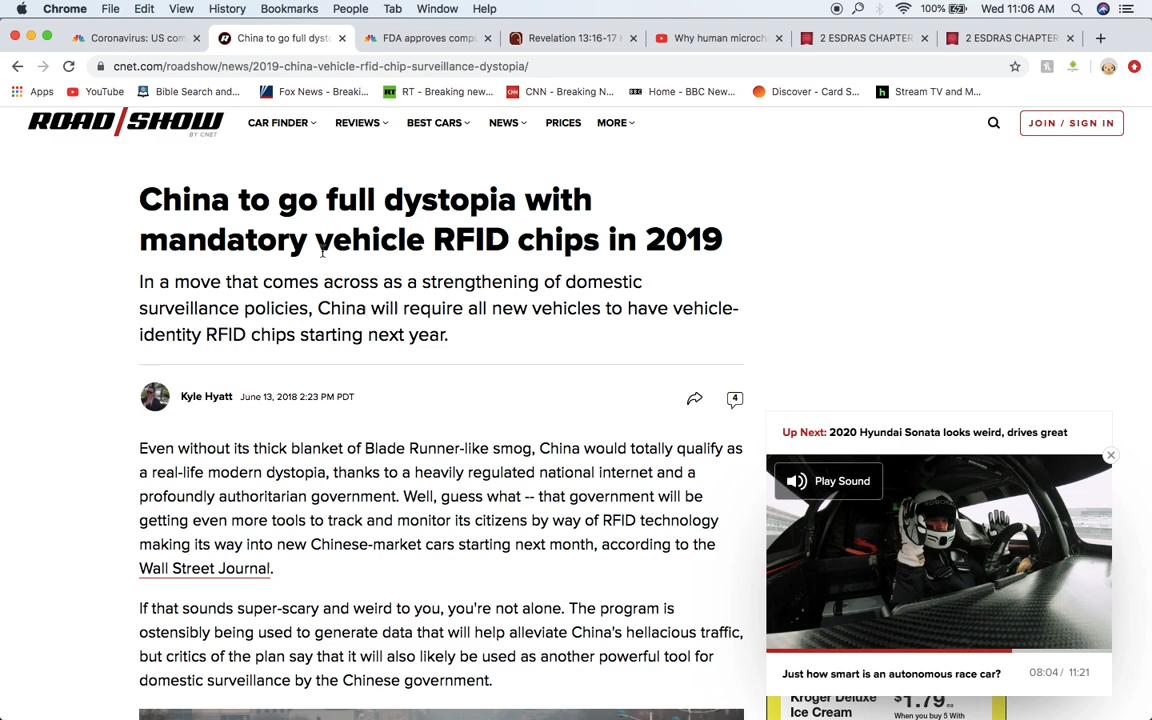 Chrome File Edit View History Bookmarks People Tab Window Help 100% Wed 11:06 AM
Coronavirus: US com China to go full dysto FDA approves compu Revelation 13:16-17 Why human microch 2 ESDRAS CHAPTER 2 ESDRAS CHAPTER
cnet.com/roadshow/news/2019-china-vehicle-rfid-chip-surveillance-dystopia/
Apps YouTube Bible Search and... Fox News - Breaki... RT - Breaking new... CNN - Breaking N... Home - BBC New... Discover - Card S... Stream TV and M...
ROAD/SHOW
BY CNET
CAR FINDER REVIEWS BEST CARS NEWS PRICES MORE JOIN / SIGN IN
China to go full dystopia with
mandatory vehicle RFID chips in 2019
In a move that comes across as a strengthening of domestic
surveillance policies, China will require all new vehicles to have vehicle-
identity RFID chips starting next year.
Kyle Hyatt June 13, 2018 2:23 PM PDT
4
Even without its thick blanket of Blade Runner-like smog, China would totally qualify as
a real-life modern dystopia, thanks to a heavily regulated national internet and a
profoundly authoritarian government. Well, guess what -- that government will be
getting even more tools to track and monitor its citizens by way of RFID technology
making its way into new Chinese-market cars starting next month, according to the
Wall Street Journal.
If that sounds super-scary and weird to you, you're not alone. The program is
ostensibly being used to generate data that will help alleviate China's hellacious traffic,
but critics of the plan say that it will also likely be used as another powerful tool for
domestic surveillance by the Chinese government.
Up Next: 2020 Hyundai Sonata looks weird, drives great
Play Sound
Just how smart is an autonomous race car? 08:04 / 11:21
Kroger Deluxe
Ice Cream
$1.79 ea
When you buy 5 With